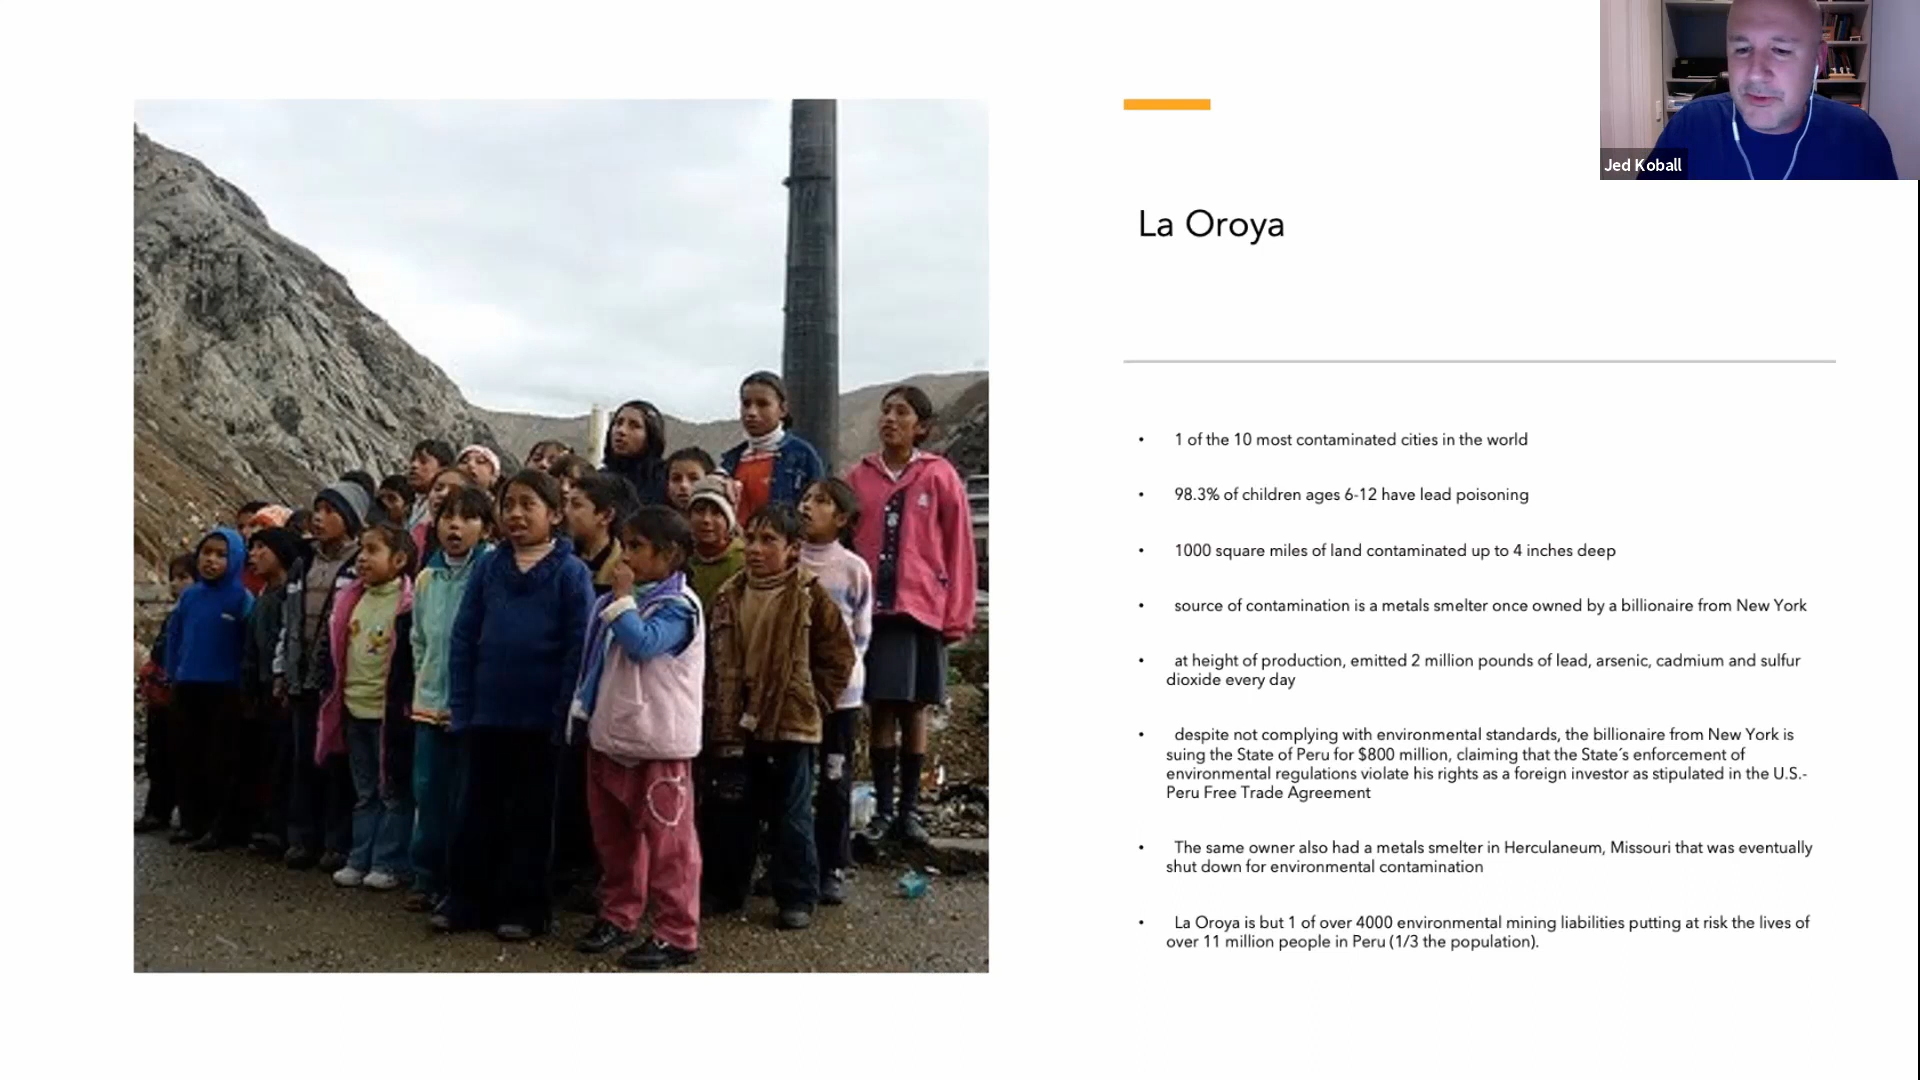 Jed Koball
La Oroya
• 1 of the 10 most contaminated cities in the world
• 98.3% of children ages 6-12 have lead poisoning
• 1000 square miles of land contaminated up to 4 inches deep
• source of contamination is a metals smelter once owned by a billionaire from New York
• at height of production, emitted 2 million pounds of lead, arsenic, cadmium and sulfur
dioxide every day
• despite not complying with environmental standards, the billionaire from New York is
suing the State of Peru for $800 million, claiming that the State´s enforcement of
environmental regulations violate his rights as a foreign investor as stipulated in the U.S.-
Peru Free Trade Agreement
• The same owner also had a metals smelter in Herculaneum, Missouri that was eventually
shut down for environmental contamination
• La Oroya is but 1 of over 4000 environmental mining liabilities putting at risk the lives of
over 11 million people in Peru (1/3 the population).